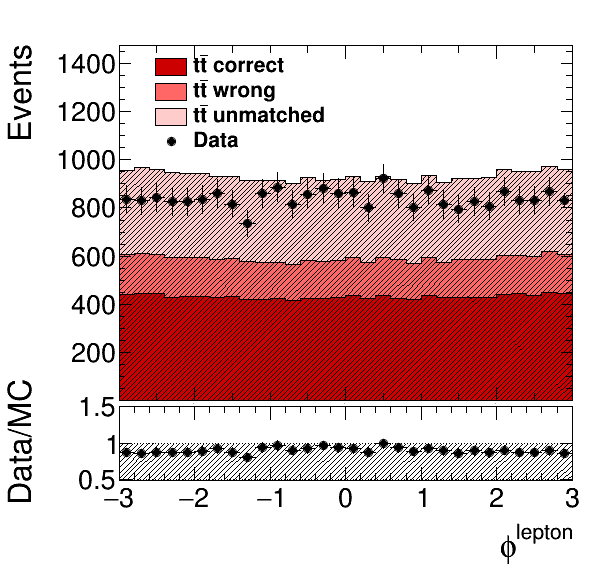 Events
1400
1200
1000
800
600
400
200
tt̄ correct
tt̄ wrong
tt̄ unmatched
Data
Data/MC
1.5
1
0.5
−3 −2 −1 0 1 2 3
ϕ^lepton